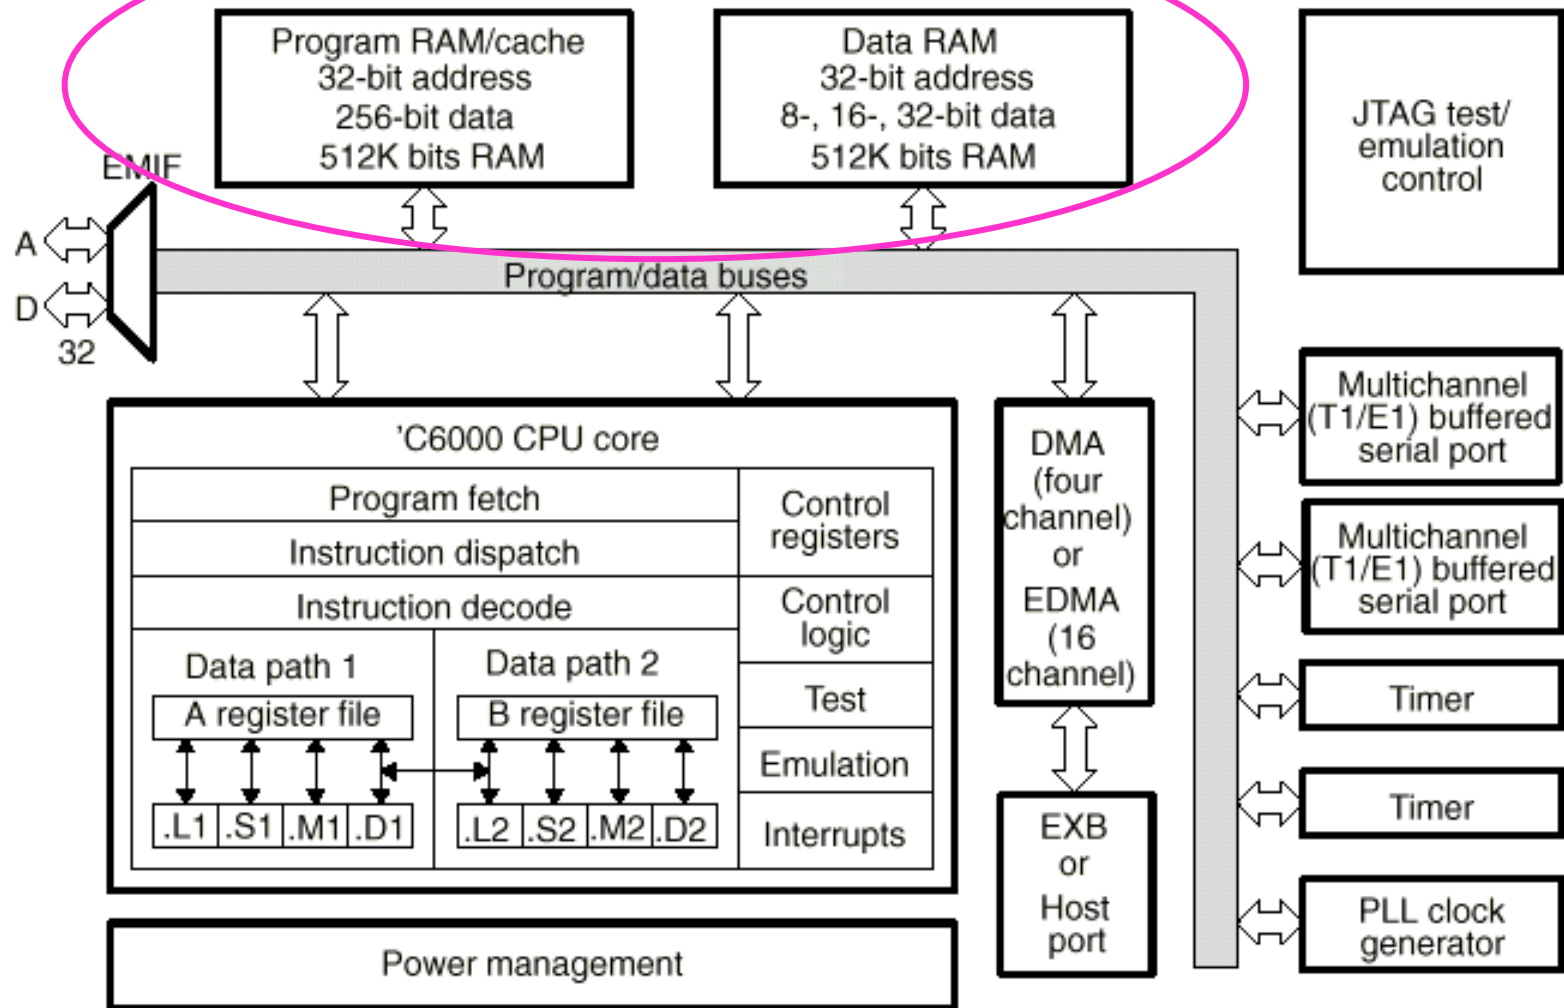 Program RAM/cache
32-bit address
256-bit data
512K bits RAM
Data RAM
32-bit address
8-, 16-, 32-bit data
512K bits RAM
JTAG test/
emulation
control
EMIF
A
D
32
Program/data buses
'C6000 CPU core
Program fetch
Instruction dispatch
Instruction decode
Data path 1
A register file
.L1 .S1 .M1 .D1
Data path 2
B register file
.L2 .S2 .M2 .D2
Control
registers
Control
logic
Test
Emulation
Interrupts
DMA
(four
channel)
or
EDMA
(16
channel)
EXB
or
Host
port
Multichannel
(T1/E1) buffered
serial port
Multichannel
(T1/E1) buffered
serial port
Timer
Timer
PLL clock
generator
Power management